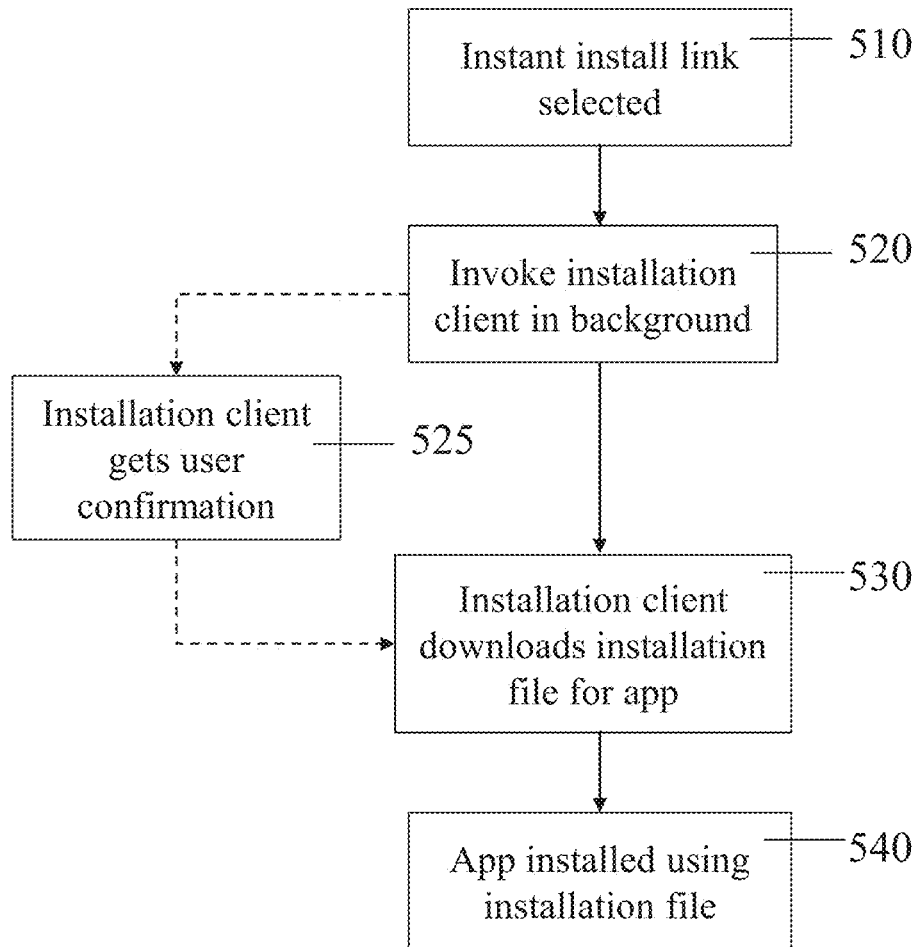 Instant install link
selected
510
Invoke installation
client in background
520
Installation client
gets user
confirmation
525
Installation client
downloads installation
file for app
530
App installed using
installation file
540